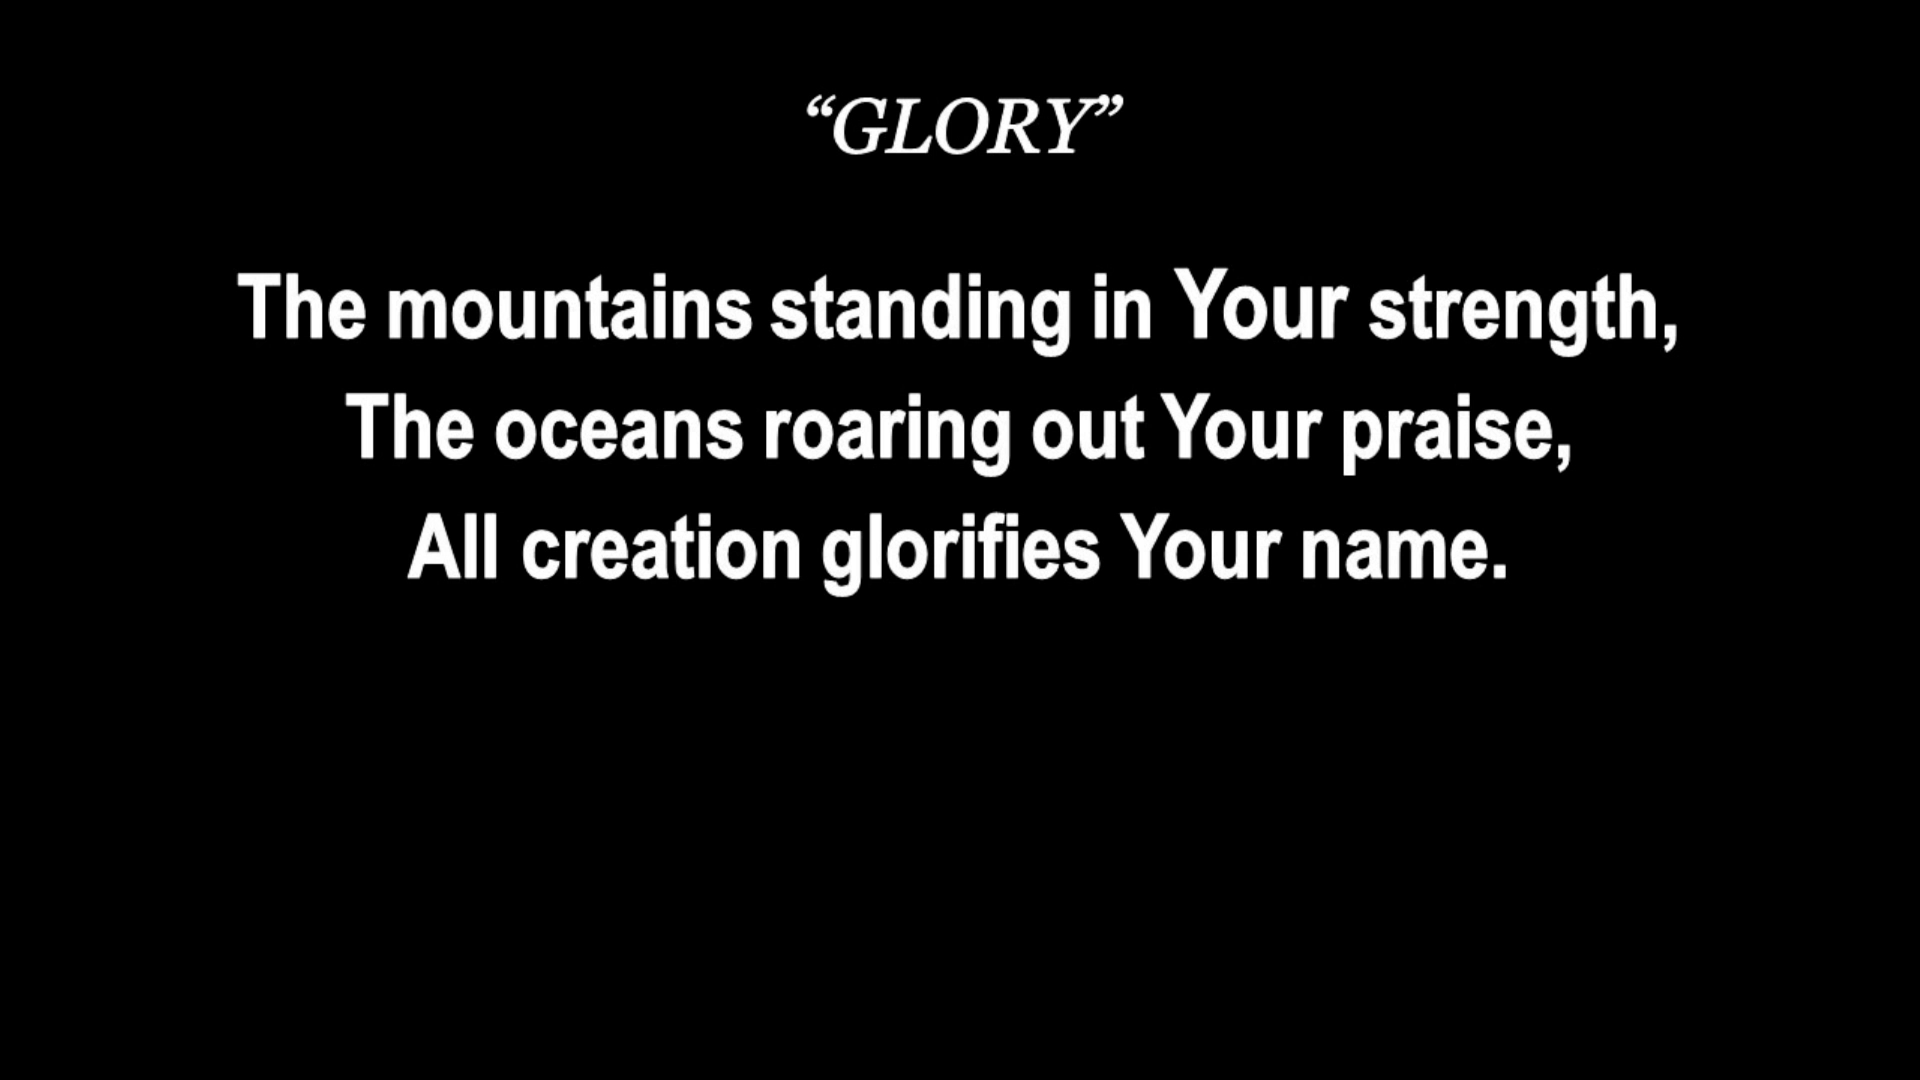 “GLORY”
The mountains standing in Your strength,
The oceans roaring out Your praise,
All creation glorifies Your name.